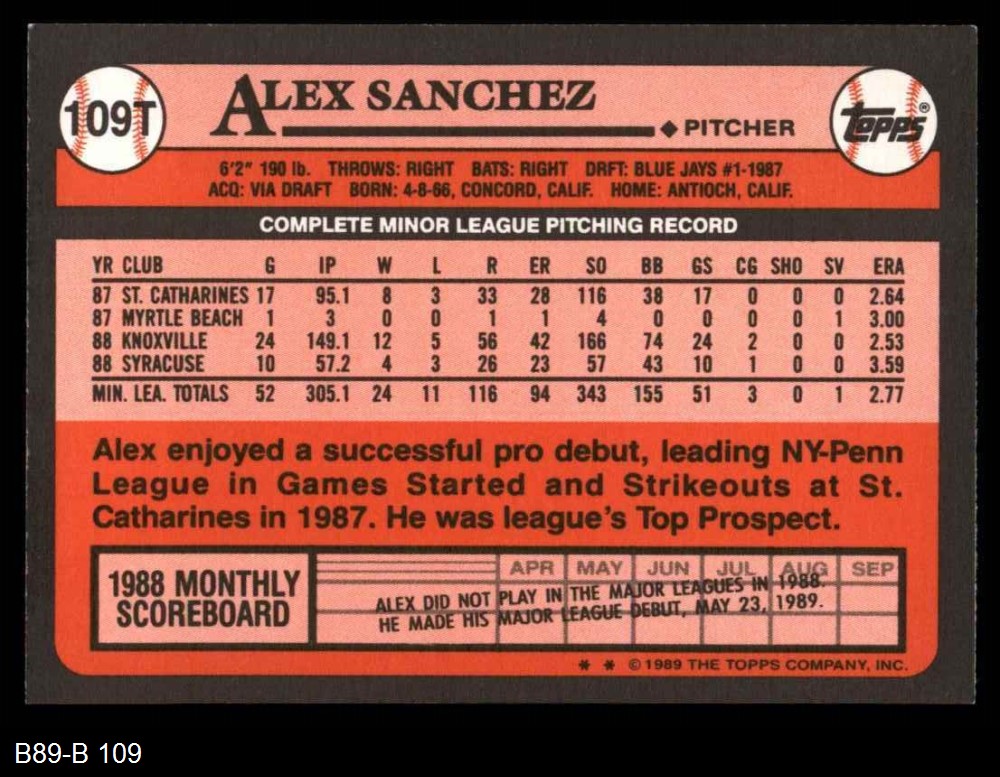 109T
ALEX SANCHEZ
PITCHER
TOPPS®
6'2" 190 lb. THROWS: RIGHT BATS: RIGHT DRFT: BLUE JAYS #1-1987
ACQ: VIA DRAFT BORN: 4-8-66, CONCORD, CALIF. HOME: ANTIOCH, CALIF.
COMPLETE MINOR LEAGUE PITCHING RECORD
YR CLUB G IP W L R ER SO BB GS CG SHO SV ERA
87 ST. CATHARINES 17 95.1 8 3 33 28 116 38 17 0 0 0 2.64
87 MYRTLE BEACH 1 3 0 0 1 1 4 0 0 0 0 1 3.00
88 KNOXVILLE 24 149.1 12 5 56 42 166 74 24 2 0 0 2.53
88 SYRACUSE 10 57.2 4 3 26 23 57 43 10 1 0 0 3.59
MIN. LEA. TOTALS 52 305.1 24 11 116 94 343 155 51 3 0 1 2.77
Alex enjoyed a successful pro debut, leading NY-Penn
League in Games Started and Strikeouts at St.
Catharines in 1987. He was league's Top Prospect.
1988 MONTHLY
SCOREBOARD
APR MAY JUN JUL AUG SEP
ALEX DID NOT PLAY IN THE MAJOR LEAGUES IN 1988.
HE MADE HIS MAJOR LEAGUE DEBUT, MAY 23, 1989.
* * ©1989 THE TOPPS COMPANY, INC.
B89-B 109